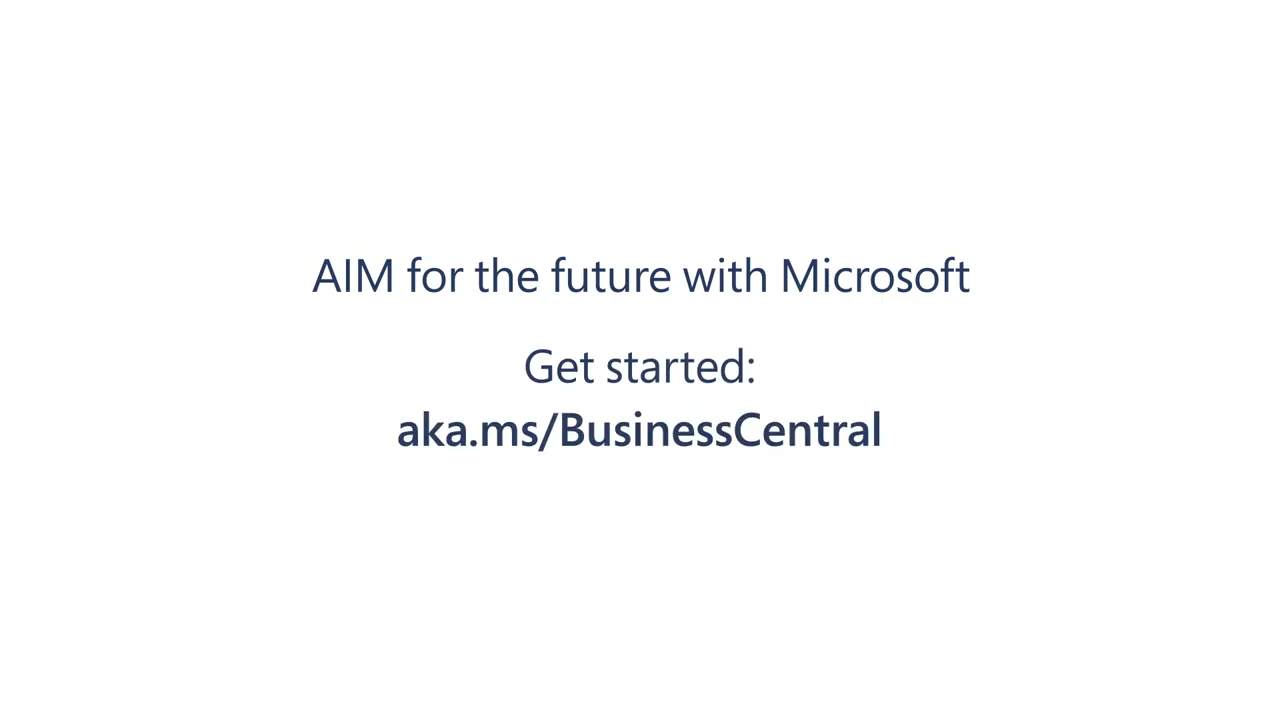 AIM for the future with Microsoft
Get started:
aka.ms/BusinessCentral